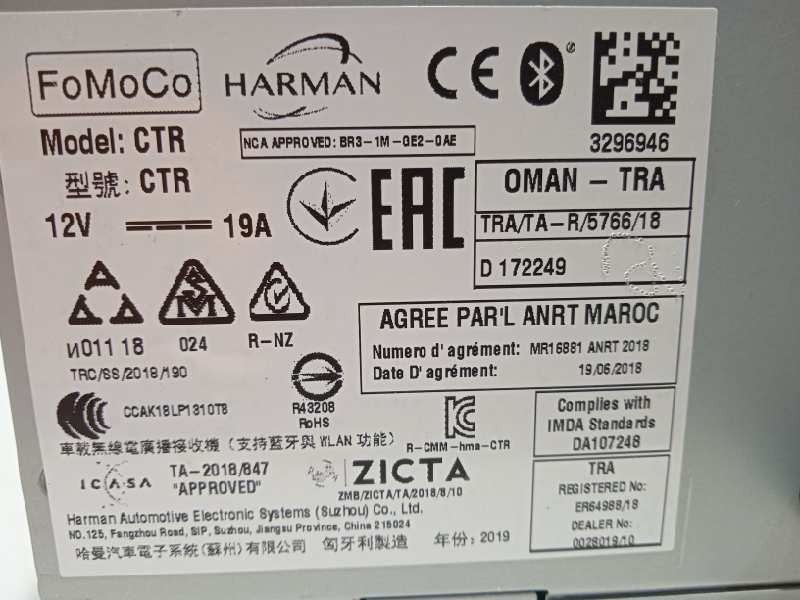 FoMoCo
HARMAN
CE
3296946
Model: CTR
NCA APPROVED: BR3-1M-GE2-0AE
型號: CTR
12V 19A
EAC
OMAN - TRA
TRA/TA-R/5766/18
D 172249
И011 18
024
R-NZ
TRC/SS/2018/190
AGREE PAR'L ANRT MAROC
Numero d'agrément: MR16881 ANRT 2018
Date D'agrément: 19/06/2018
CCAK18LP1310T8
R43208
RoHS
R-CMM-hma-CTR
Complies with
IMDA Standards
DA107248
車載無線電廣播接收機 (支持藍牙與 WLAN 功能)
ICASA
TA-2018/847
"APPROVED"
ZICTA
ZMB/ZICTA/TA/2018/8/10
TRA
REGISTERED No:
ER64988/18
DEALER No:
0028019/10
Harman Automotive Electronic Systems (Suzhou) Co., Ltd.
NO.125, Fangzhou Road, SIP, Suzhou, Jiangsu Province, China 215024
哈曼汽車電子系統(蘇州)有限公司 匈牙利製造 年份: 2019